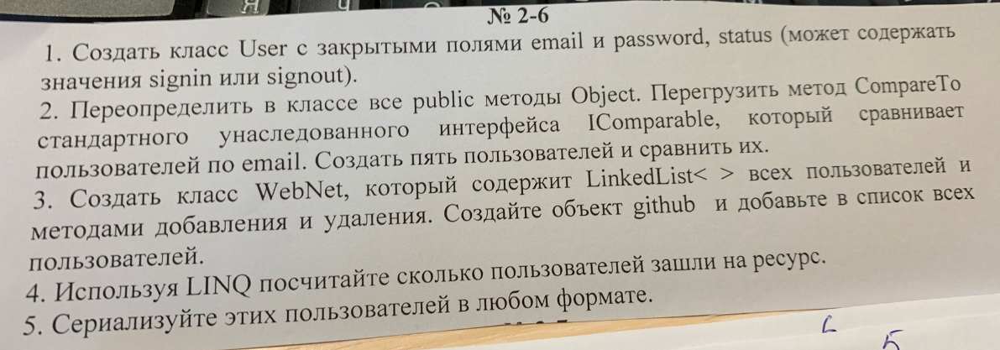 № 2-6
1. Создать класс User с закрытыми полями email и password, status (может содержать
значения signin или signout).
2. Переопределить в классе все public методы Object. Перегрузить метод CompareTo
стандартного унаследованного интерфейса IComparable, который сравнивает
пользователей по email. Создать пять пользователей и сравнить их.
3. Создать класс WebNet, который содержит LinkedList< > всех пользователей и
методами добавления и удаления. Создайте объект github и добавьте в список всех
пользователей.
4. Используя LINQ посчитайте сколько пользователей зашли на ресурс.
5. Сериализуйте этих пользователей в любом формате.